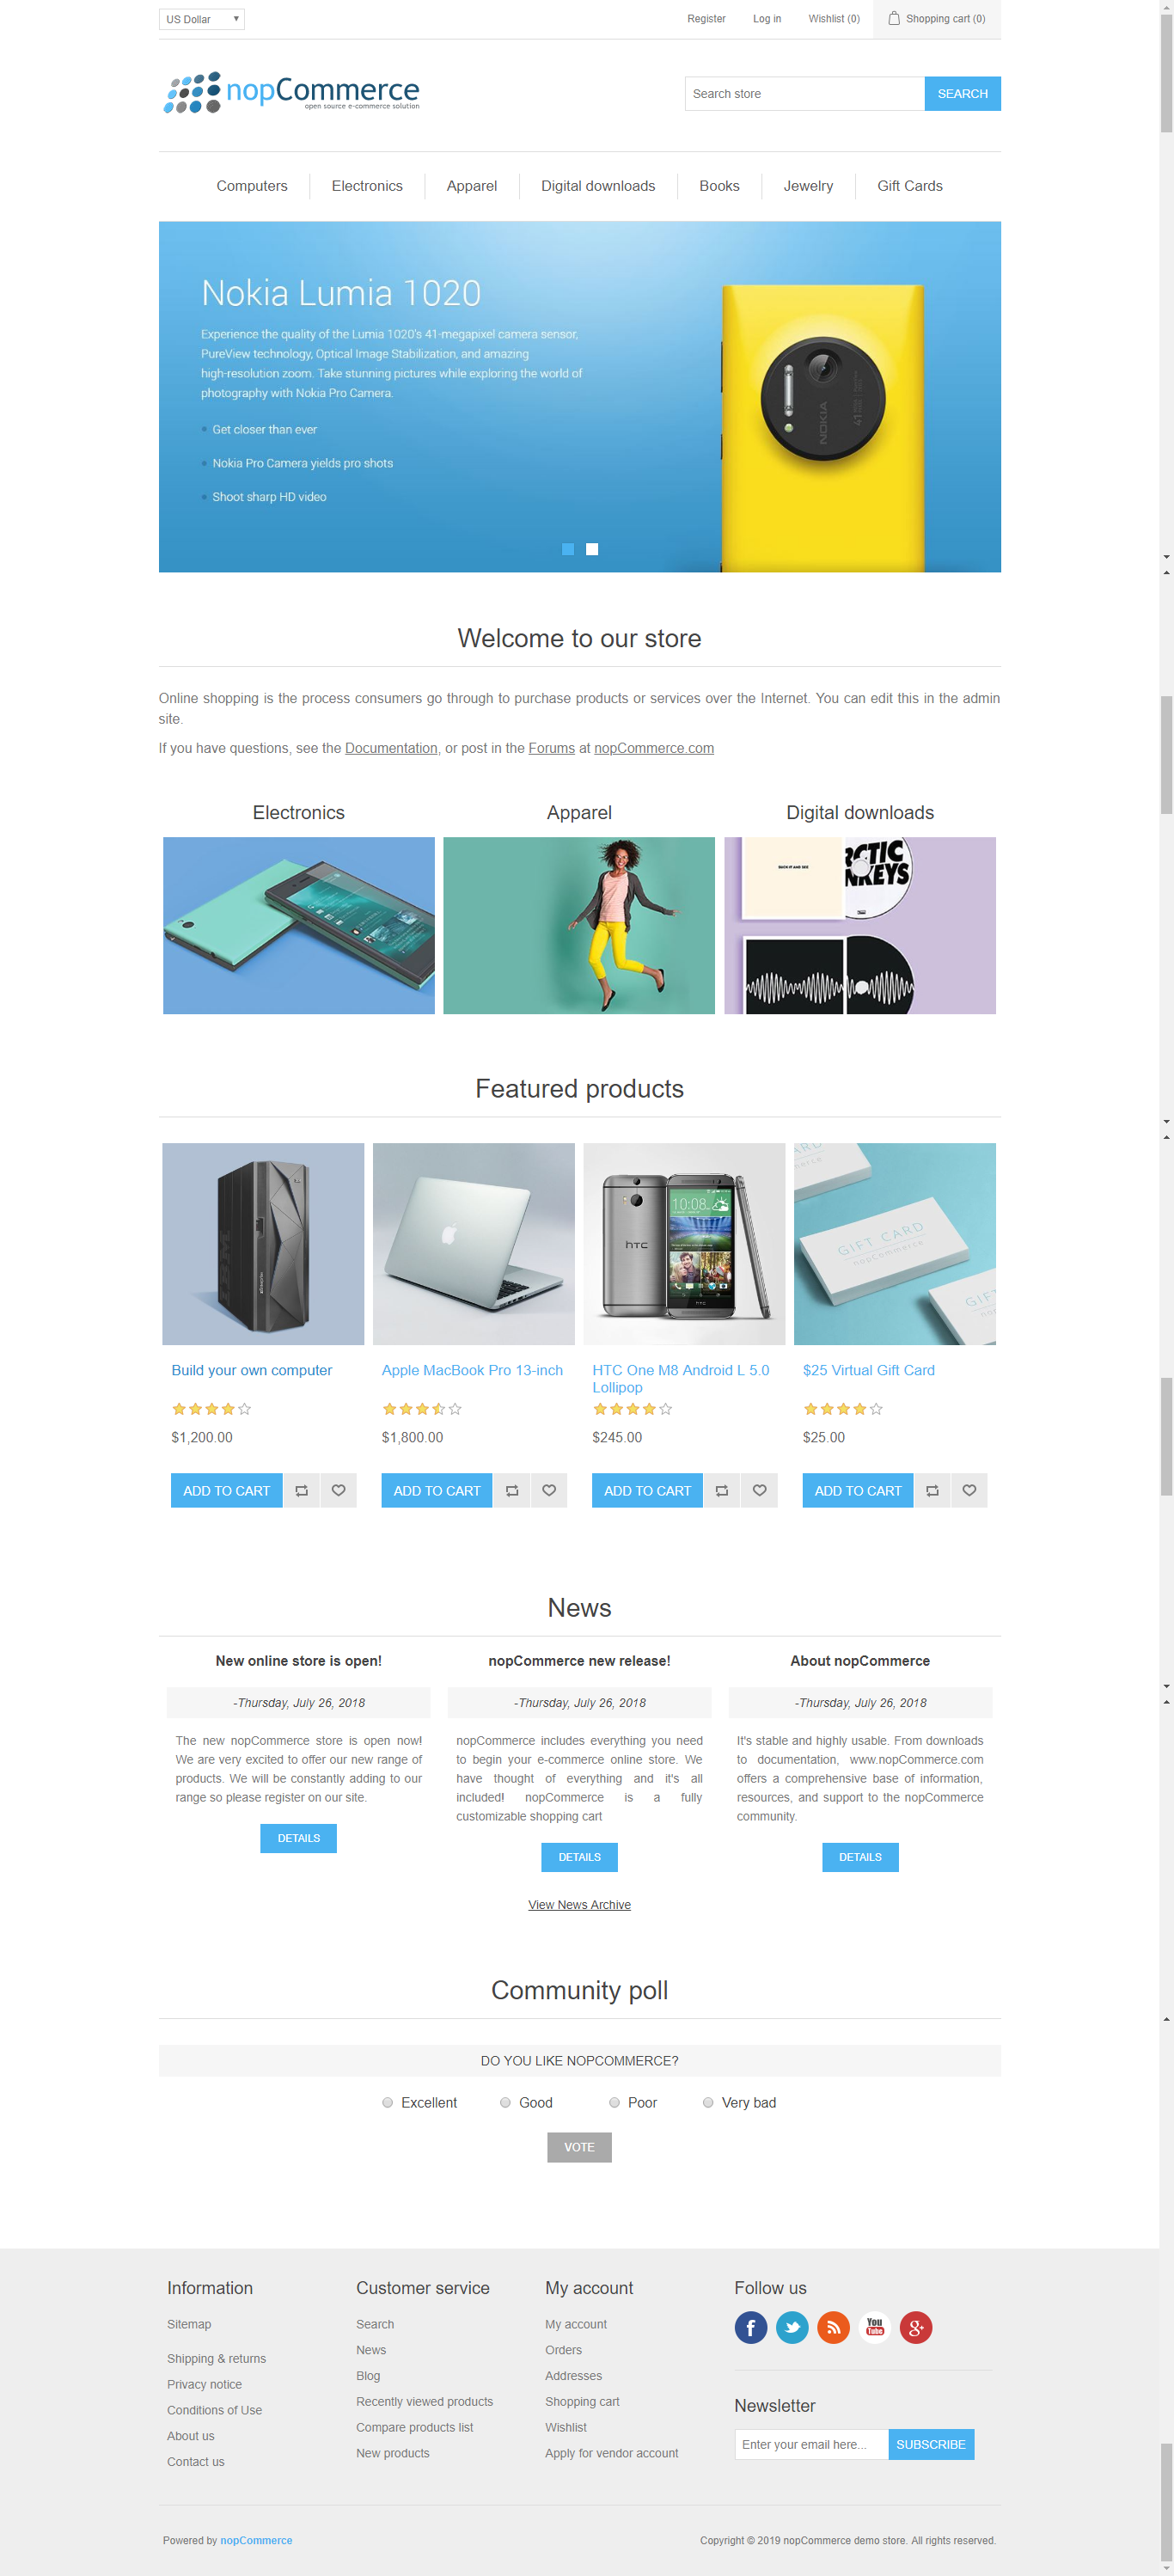 US Dollar
Register
Log in
Wishlist (0)
Shopping cart (0)
nopCommerce
open source e-commerce solution
Search store
SEARCH
Computers
Electronics
Apparel
Digital downloads
Books
Jewelry
Gift Cards
Nokia Lumia 1020
Experience the quality of the Lumia 1020's 41-megapixel camera sensor,
PureView technology, Optical Image Stabilization, and amazing
high-resolution zoom. Take stunning pictures while exploring the world of
photography with Nokia Pro Camera.
Get closer than ever
Nokia Pro Camera yields pro shots
Shoot sharp HD video
NOKIA
41
Welcome to our store
Online shopping is the process consumers go through to purchase products or services over the Internet. You can edit this in the admin
site.
If you have questions, see the Documentation, or post in the Forums at nopCommerce.com
Electronics
Apparel
Digital downloads
BACK IT AND SEE
RCTIC
NKEYS
Featured products
10:08
hTC
hTC
GIFT CARD
nopCommerce
Build your own computer
Apple MacBook Pro 13-inch
HTC One M8 Android L 5.0
Lollipop
$25 Virtual Gift Card
$1,200.00
$1,800.00
$245.00
$25.00
ADD TO CART
ADD TO CART
ADD TO CART
ADD TO CART
News
New online store is open!
-Thursday, July 26, 2018
The new nopCommerce store is open now!
We are very excited to offer our new range of
products. We will be constantly adding to our
range so please register on our site.
DETAILS
nopCommerce new release!
-Thursday, July 26, 2018
nopCommerce includes everything you need
to begin your e-commerce online store. We
have thought of everything and it's all
included! nopCommerce is a fully
customizable shopping cart
DETAILS
About nopCommerce
-Thursday, July 26, 2018
It's stable and highly usable. From downloads
to documentation, www.nopCommerce.com
offers a comprehensive base of information,
resources, and support to the nopCommerce
community.
DETAILS
View News Archive
Community poll
DO YOU LIKE NOPCOMMERCE?
Excellent
Good
Poor
Very bad
VOTE
Information
Sitemap
Shipping & returns
Privacy notice
Conditions of Use
About us
Contact us
Customer service
Search
News
Blog
Recently viewed products
Compare products list
New products
My account
My account
Orders
Addresses
Shopping cart
Wishlist
Apply for vendor account
Follow us
You
Tube
Newsletter
Enter your email here...
SUBSCRIBE
Powered by nopCommerce
Copyright © 2019 nopCommerce demo store. All rights reserved.